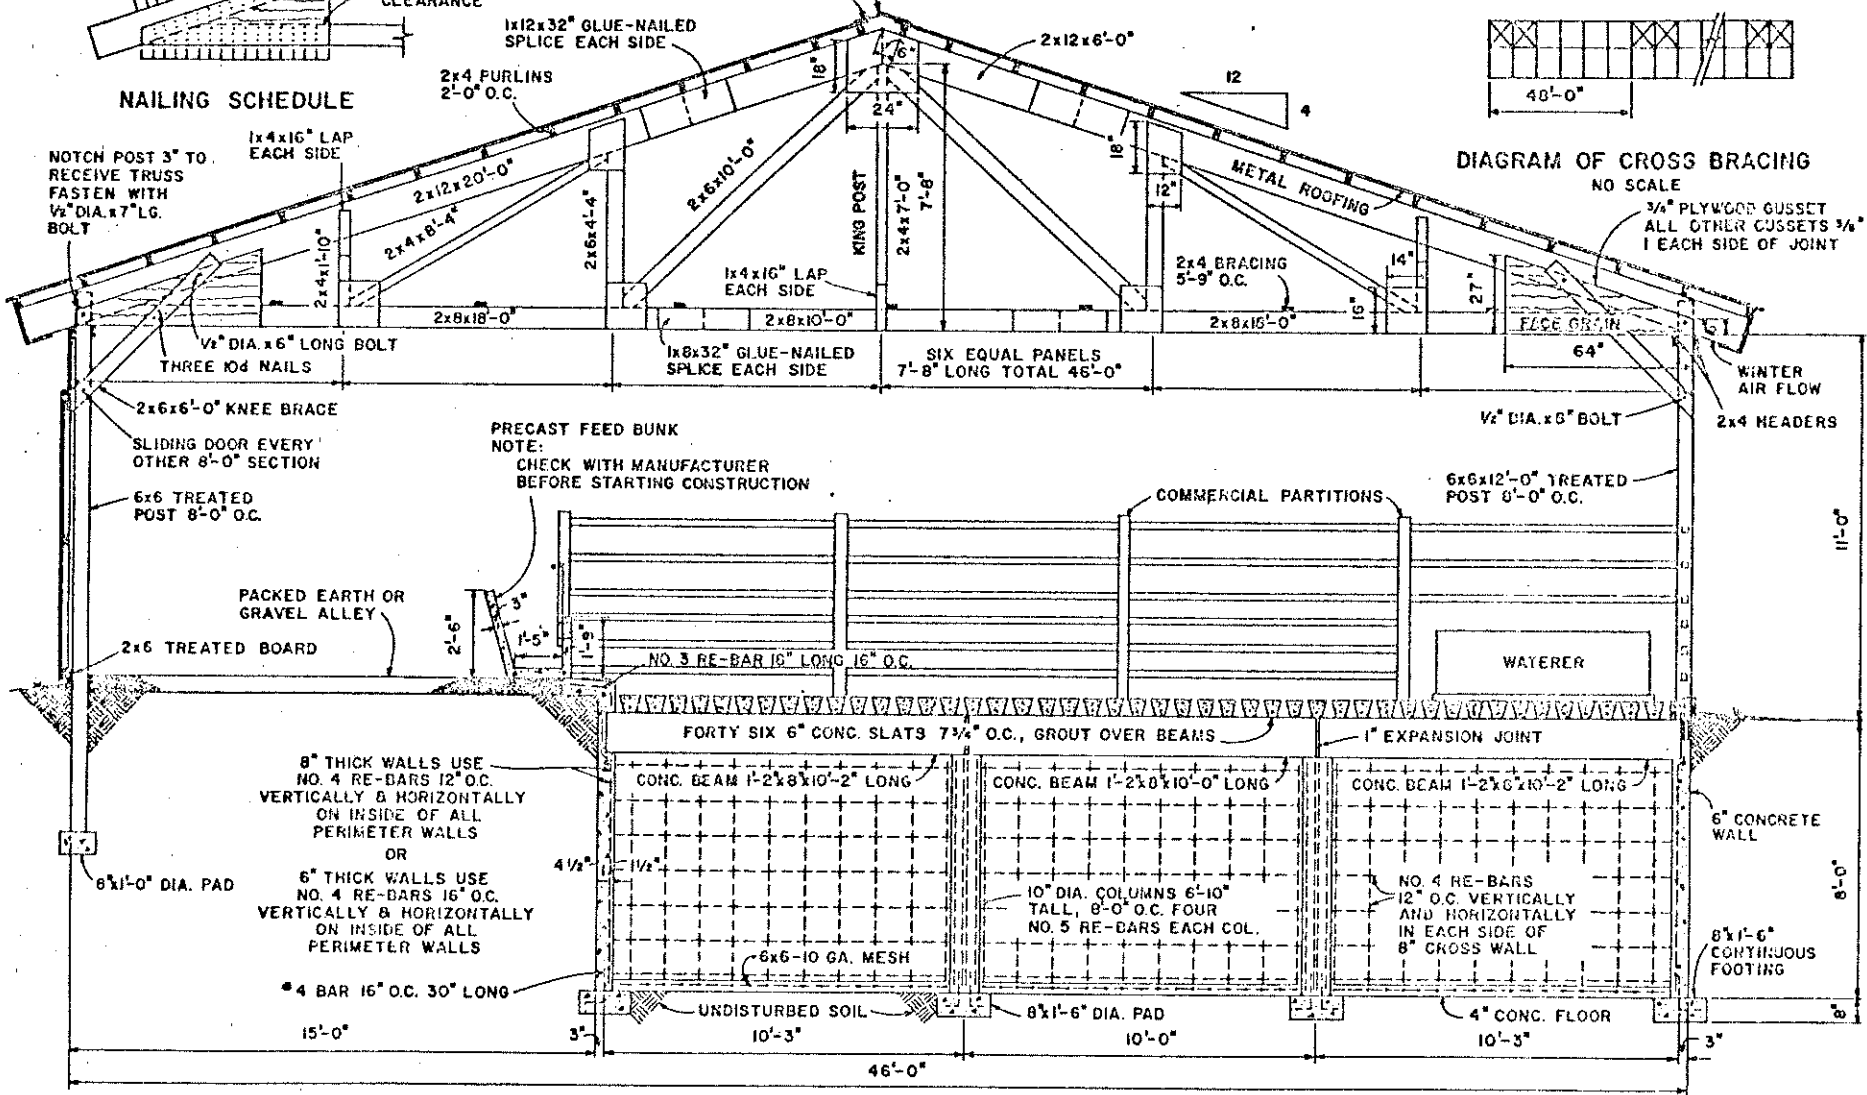 CLEARANCE
NAILING SCHEDULE
1x12x32" GLUE-NAILED
SPLICE EACH SIDE
2x4 PURLINS
2'-0" O.C.
1x4x16" LAP
EACH SIDE
NOTCH POST 3" TO
RECEIVE TRUSS
FASTEN WITH
½" DIA. x 7" LG.
BOLT
18"
6"
24"
2x12x6'-0"
12
4
48'-0"
DIAGRAM OF CROSS BRACING
NO SCALE
¾" PLYWOOD GUSSET
ALL OTHER GUSSETS ⅜"
1 EACH SIDE OF JOINT
2x12x20'-0"
2x4x8'-4"
2x4x1'-10"
2x6x4'-4"
2x6x10'-0"
KING POST
2x4x7'-0"
7'-8"
18"
12"
METAL ROOFING
1x4x16" LAP
EACH SIDE
2x4 BRACING
5'-9" O.C.
14"
16"
27"
FACE GRAIN
64"
2x8x18'-0"
2x8x10'-0"
2x8x16'-0"
½" DIA. x 6" LONG BOLT
THREE 10d NAILS
1x8x32" GLUE-NAILED
SPLICE EACH SIDE
SIX EQUAL PANELS
7'-8" LONG TOTAL 46'-0"
WINTER
AIR FLOW
2x6x6'-0" KNEE BRACE
½" DIA. x 8" BOLT
2x4 HEADERS
SLIDING DOOR EVERY
OTHER 8'-0" SECTION
PRECAST FEED BUNK
NOTE:
CHECK WITH MANUFACTURER
BEFORE STARTING CONSTRUCTION
6x6 TREATED
POST 8'-0" O.C.
COMMERCIAL PARTITIONS
6x6x12'-0" TREATED
POST 8'-0" O.C.
11'-0"
PACKED EARTH OR
GRAVEL ALLEY
2'-6"
3"
1'-5"
2x6 TREATED BOARD
NO. 3 RE-BAR 16" LONG 16" O.C.
WATERER
FORTY SIX 6" CONC. SLATS 7¾" O.C., GROUT OVER BEAMS
1" EXPANSION JOINT
8" THICK WALLS USE
NO. 4 RE-BARS 12" O.C.
VERTICALLY & HORIZONTALLY
ON INSIDE OF ALL
PERIMETER WALLS
OR
6" THICK WALLS USE
NO. 4 RE-BARS 16" O.C.
VERTICALLY & HORIZONTALLY
ON INSIDE OF ALL
PERIMETER WALLS
CONC. BEAM 1'-2"x8"x10'-2" LONG
CONC. BEAM 1'-2"x8"x10'-0" LONG
CONC. BEAM 1'-2"x8"x10'-2" LONG
6" CONCRETE
WALL
4 ½"
1½"
8"x1'-0" DIA. PAD
10" DIA. COLUMNS 6'-10"
TALL, 8'-0" O.C. FOUR
NO. 5 RE-BARS EACH COL.
NO. 4 RE-BARS
12" O.C. VERTICALLY
AND HORIZONTALLY
IN EACH SIDE OF
8" CROSS WALL
8'-0"
8"x1'-6"
CONTINUOUS
FOOTING
6x6-10 GA. MESH
#4 BAR 16" O.C. 30" LONG
UNDISTURBED SOIL
8"x1'-6" DIA. PAD
4" CONC. FLOOR
8"
15'-0"
3"
10'-3"
10'-0"
10'-3"
3"
46'-0"